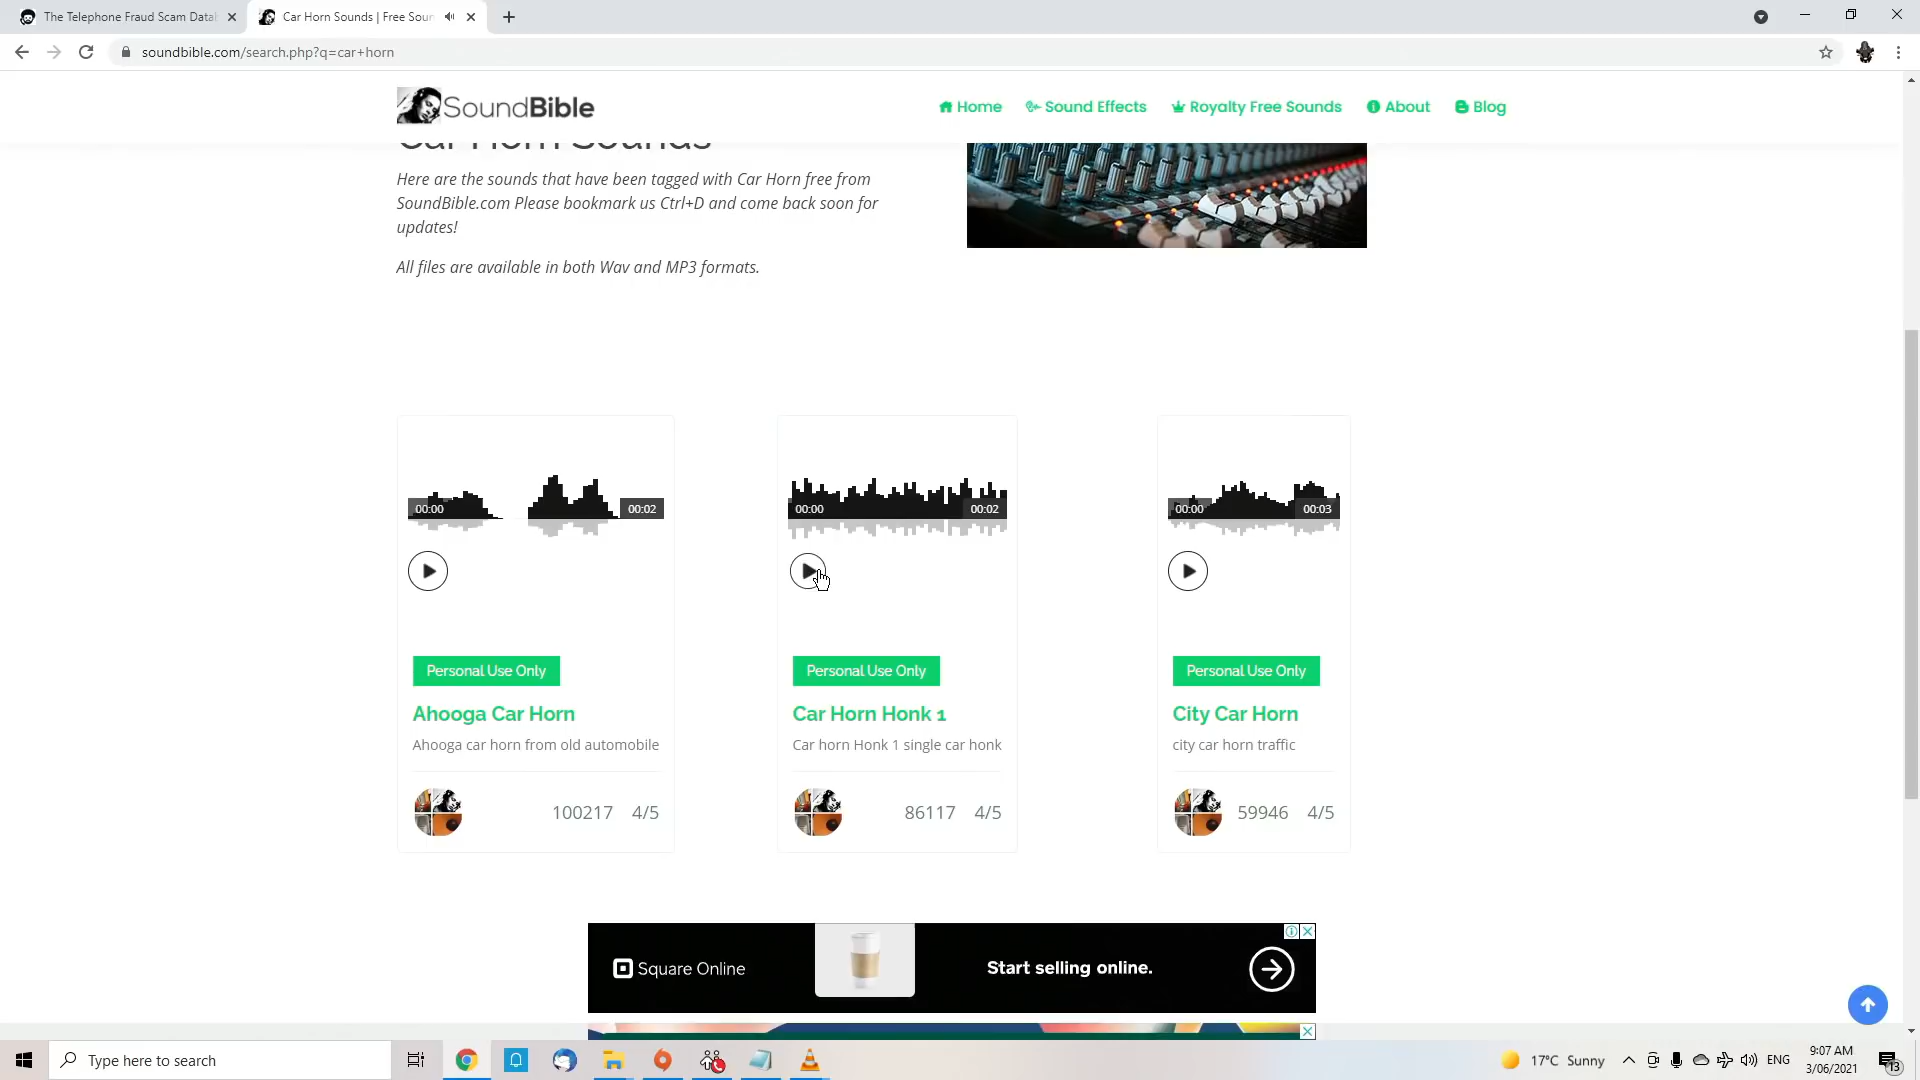 The Telephone Fraud Scam Datab
Car Horn Sounds | Free Soun
soundbible.com/search.php?q=car+horn
SoundBible
Home
Sound Effects
Royalty Free Sounds
About
Blog
Car Horn Sounds
Here are the sounds that have been tagged with Car Horn free from
SoundBible.com Please bookmark us Ctrl+D and come back soon for
updates!
All files are available in both Wav and MP3 formats.
00:00
00:02
00:00
00:02
00:00
00:03
Personal Use Only
Personal Use Only
Personal Use Only
Ahooga Car Horn
Car Horn Honk 1
City Car Horn
Ahooga car horn from old automobile
Car horn Honk 1 single car honk
city car horn traffic
100217 4/5
86117 4/5
59946 4/5
Square Online
Start selling online.
Type here to search
17°C Sunny
ENG
9:07 AM
3/06/2021
13